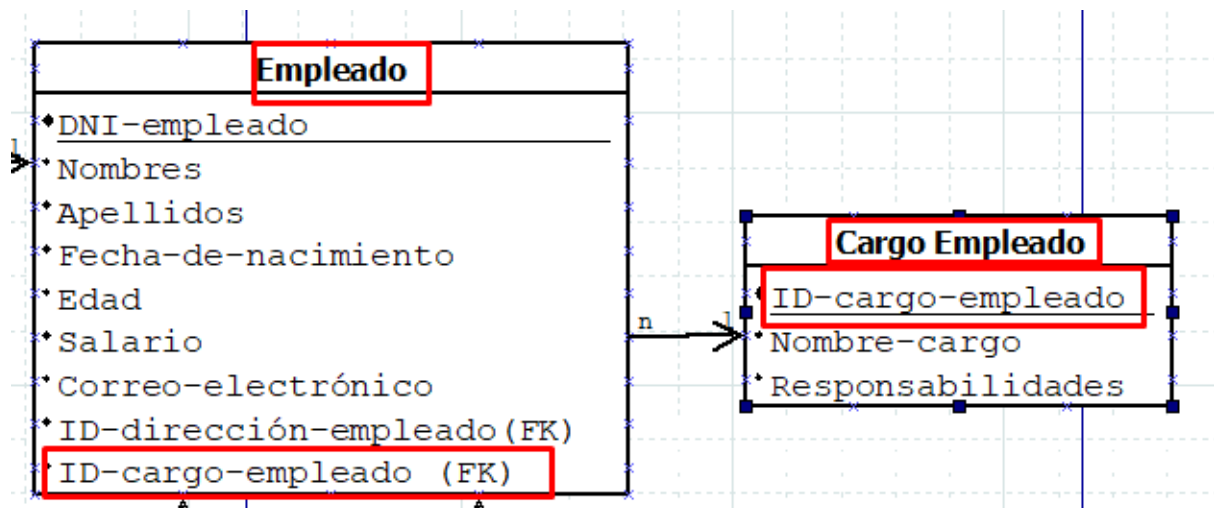 Empleado
DNI-empleado
Nombres
Apellidos
Fecha-de-nacimiento
Edad
Salario
Correo-electrónico
ID-dirección-empleado(FK)
ID-cargo-empleado (FK)
1
n
1
Cargo Empleado
ID-cargo-empleado
Nombre-cargo
Responsabilidades